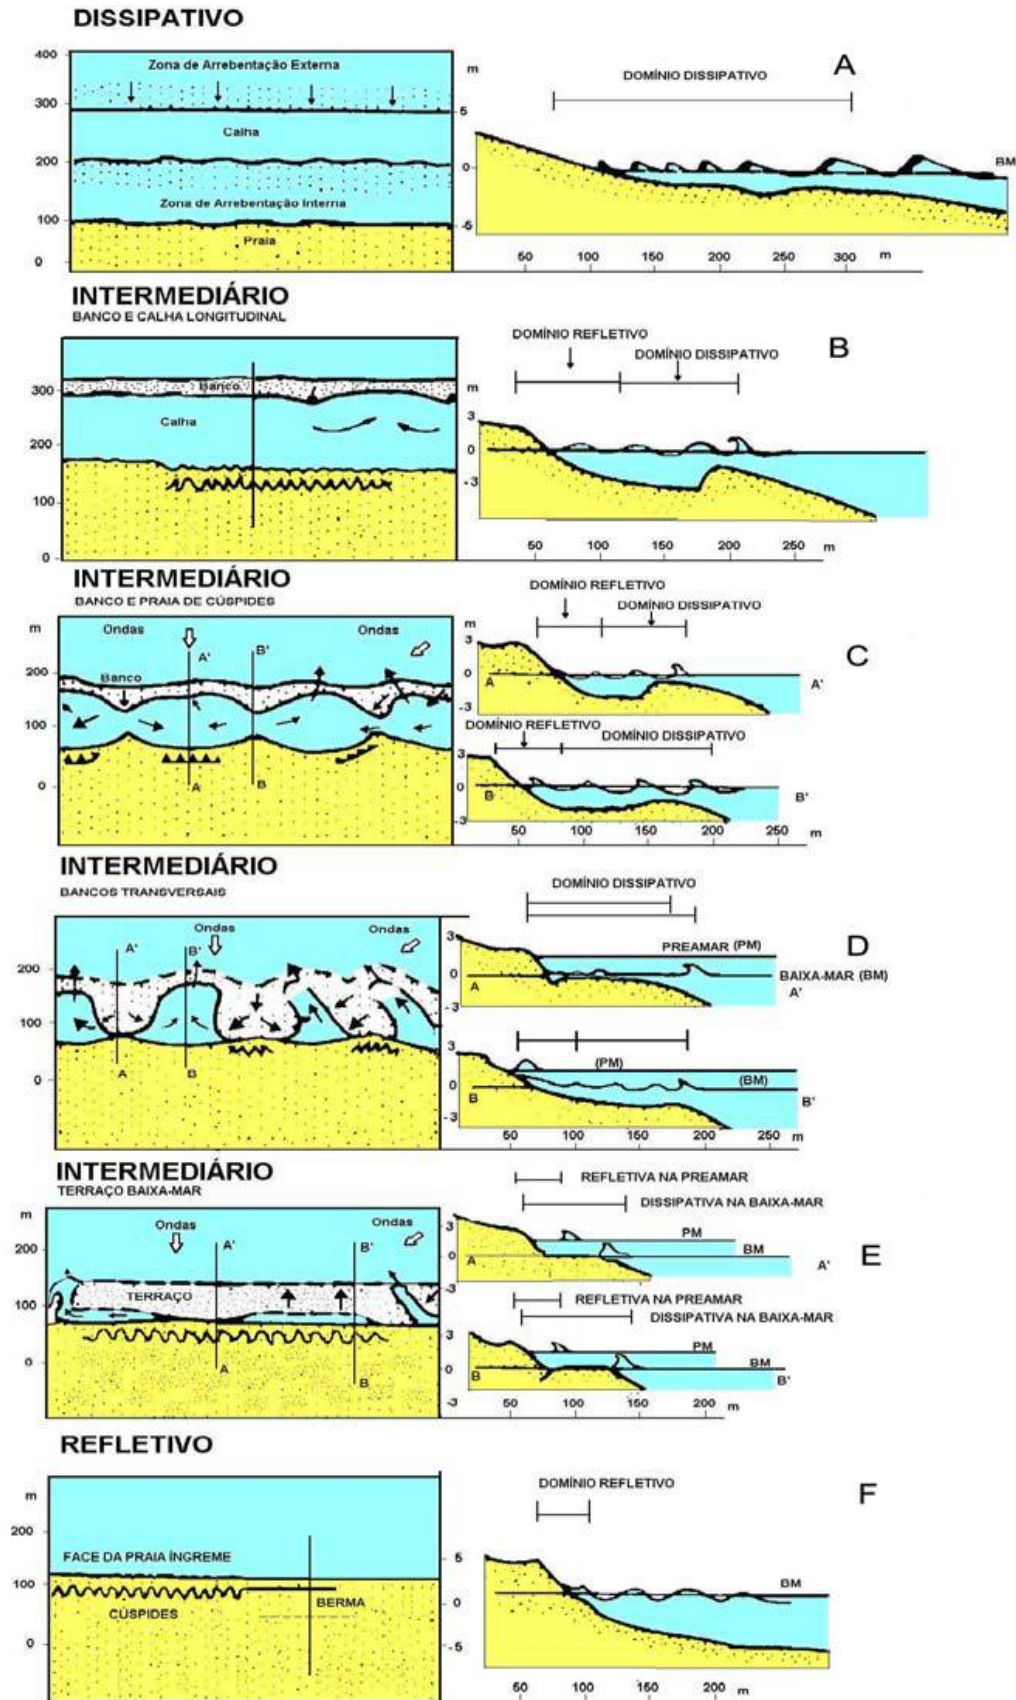 DISSIPATIVO
400
300
200
100
0
Zona de Arrebentação Externa
Calha
Zona de Arrebentação Interna
Praia
m
5
0
-5
DOMÍNIO DISSIPATIVO
A
BM
50 100 150 200 250 300 m
INTERMEDIÁRIO
BANCO E CALHA LONGITUDINAL
300
200
100
0
Banco
Calha
DOMÍNIO REFLETIVO
DOMÍNIO DISSIPATIVO
B
m
3
0
-3
50 100 150 200 250 m
INTERMEDIÁRIO
BANCO E PRAIA DE CÚSPIDES
m
200
100
0
Ondas
A'
B'
Ondas
Banco
A
B
DOMÍNIO REFLETIVO
DOMÍNIO DISSIPATIVO
C
m
3
0
-3
A
A'
DOMÍNIO REFLETIVO
DOMÍNIO DISSIPATIVO
3
0
-3
B
B'
50 100 150 200 250
m
INTERMEDIÁRIO
BANCOS TRANSVERSAIS
200
100
0
Ondas
A'
B'
Ondas
A
B
DOMÍNIO DISSIPATIVO
D
3
0
-3
PREAMAR (PM)
BAIXA-MAR (BM)
A
A'
3
0
-3
(PM)
(BM)
B
B'
50 100 150 200 250
m
INTERMEDIÁRIO
TERRAÇO BAIXA-MAR
m
200
100
0
Ondas
A'
B'
Ondas
TERRAÇO
A
B
REFLETIVA NA PREAMAR
DISSIPATIVA NA BAIXA-MAR
E
3
0
-3
PM
BM
A
A'
REFLETIVA NA PREAMAR
DISSIPATIVA NA BAIXA-MAR
3
0
-3
PM
BM
B
B'
50 100 150 200 m
REFLETIVO
m
200
100
0
FACE DA PRAIA ÍNGREME
CÚSPIDES
BERMA
DOMÍNIO REFLETIVO
F
5
0
-5
BM
50 100 150 200 m